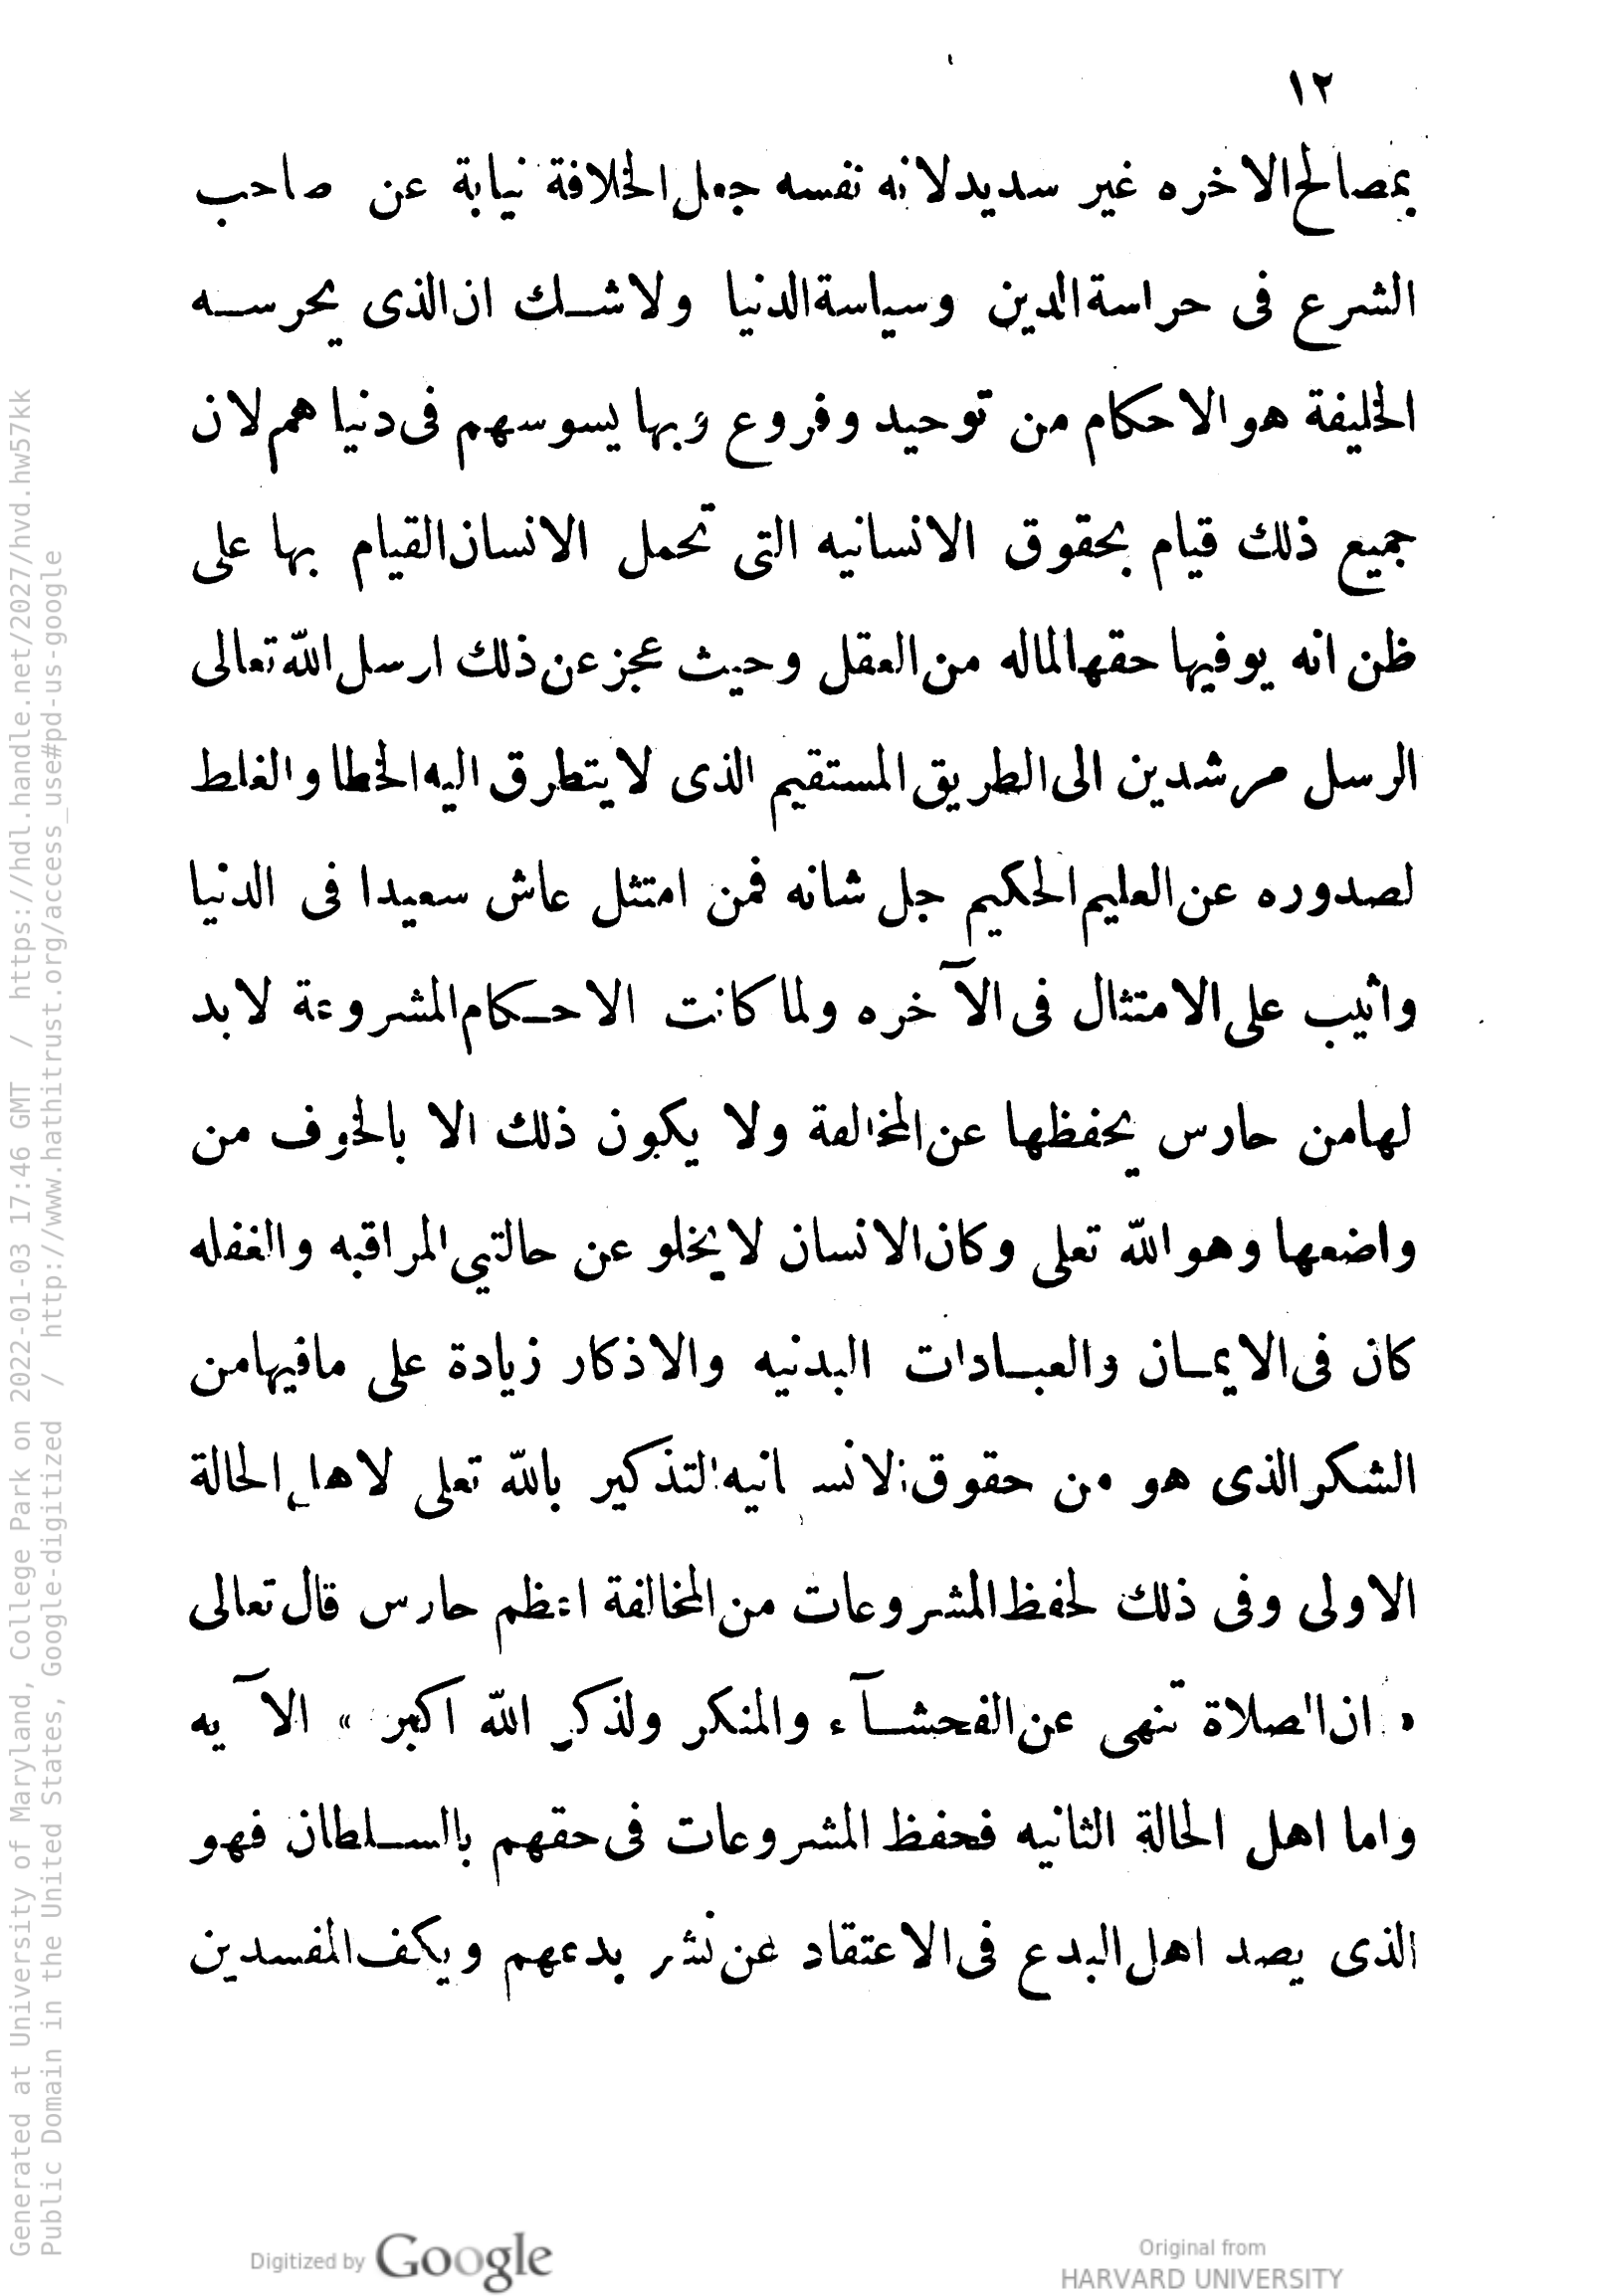 ١٢
بمصالح الاخره غير سديد لانه نفسه جعل الخلافة نيابة عن صاحب
الشرع فى حراسة الدين وسياسة الدنيا ولاشك ان الذى يحرسه
الخليفة هو الاحكام من توحيد وفروع وبها يسوسهم فى دنياهم لان
جميع ذلك قيام بحقوق الانسانيه التى تحمل الانسان القيام بها على
ظن انه يوفيها حقها لما له من العقل وحيث عجز عن ذلك ارسل الله تعالى
الرسل مرشدين الى الطريق المستقيم الذى لا يتطرق اليه الخطا والغلط
لصدوره عن العليم الحكيم جل شانه فمن امتثل عاش سعيدا فى الدنيا
واثيب على الامتثال فى الآخره ولما كانت الاحكام المشروعة لا بد
لها من حارس يحفظها عن المخالفة ولا يكون ذلك الا بالخوف من
واضعها وهو الله تعلى وكان الانسان لا يخلو عن حالتي المراقبه والغفله
كان فى الايمان والعبادات البدنيه والاذكار زيادة على مافيها من
الشكر الذى هو من حقوق الانسانيه التذكير بالله تعلى لاهل الحالة
الاولى وفى ذلك لحفظ المشروعات من المخالفة اعظم حارس قال تعالى
« ان الصلاة تنهى عن الفحشآء والمنكر ولذكر الله اكبر » الآيه
واما اهل الحالة الثانيه فحفظ المشروعات فى حقهم بالسلطان فهو
الذى يصد اهل البدع فى الاعتقاد عن نشر بدعهم ويكف المفسدين
Generated at University of Maryland, College Park on 2022-01-03 17:46 GMT / https://hdl.handle.net/2027/hvd.hw57kk
Public Domain in the United States, Google-digitized / http://www.hathitrust.org/access_use#pd-us-google
Digitized by Google
Original from
HARVARD UNIVERSITY